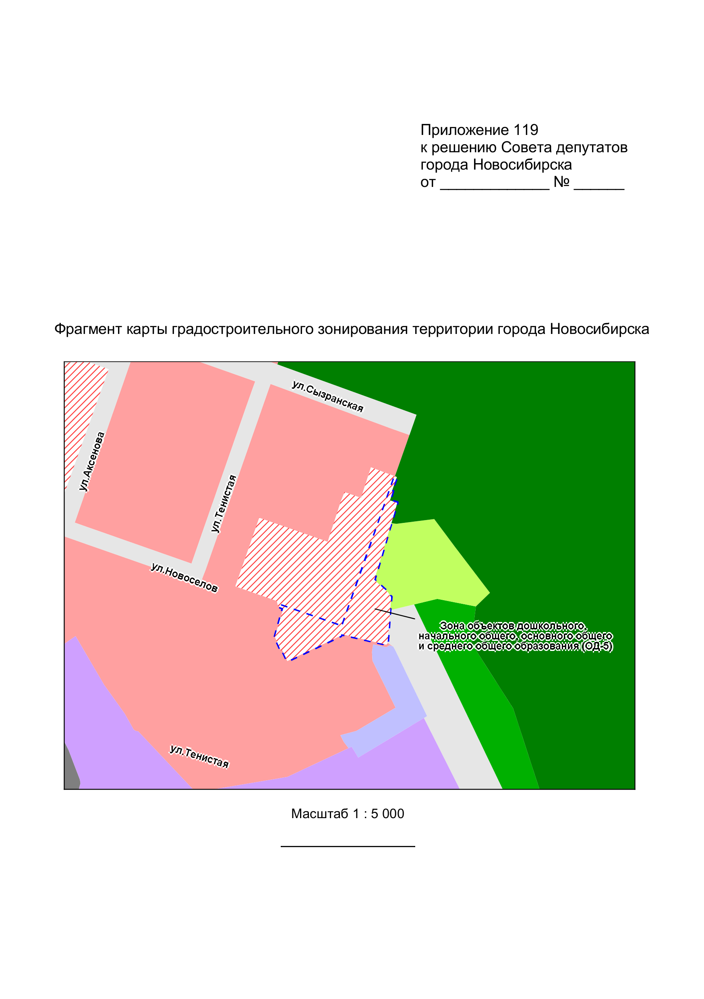 Приложение 119
к решению Совета депутатов
города Новосибирска
от _____________ № ______
Фрагмент карты градостроительного зонирования территории города Новосибирска
ул.Сызранская
ул.Аксенова
ул.Тенистая
ул.Новоселов
Зона объектов дошкольного,
начального общего, основного общего
и среднего общего образования (ОД-5)
ул.Тенистая
Масштаб 1 : 5 000